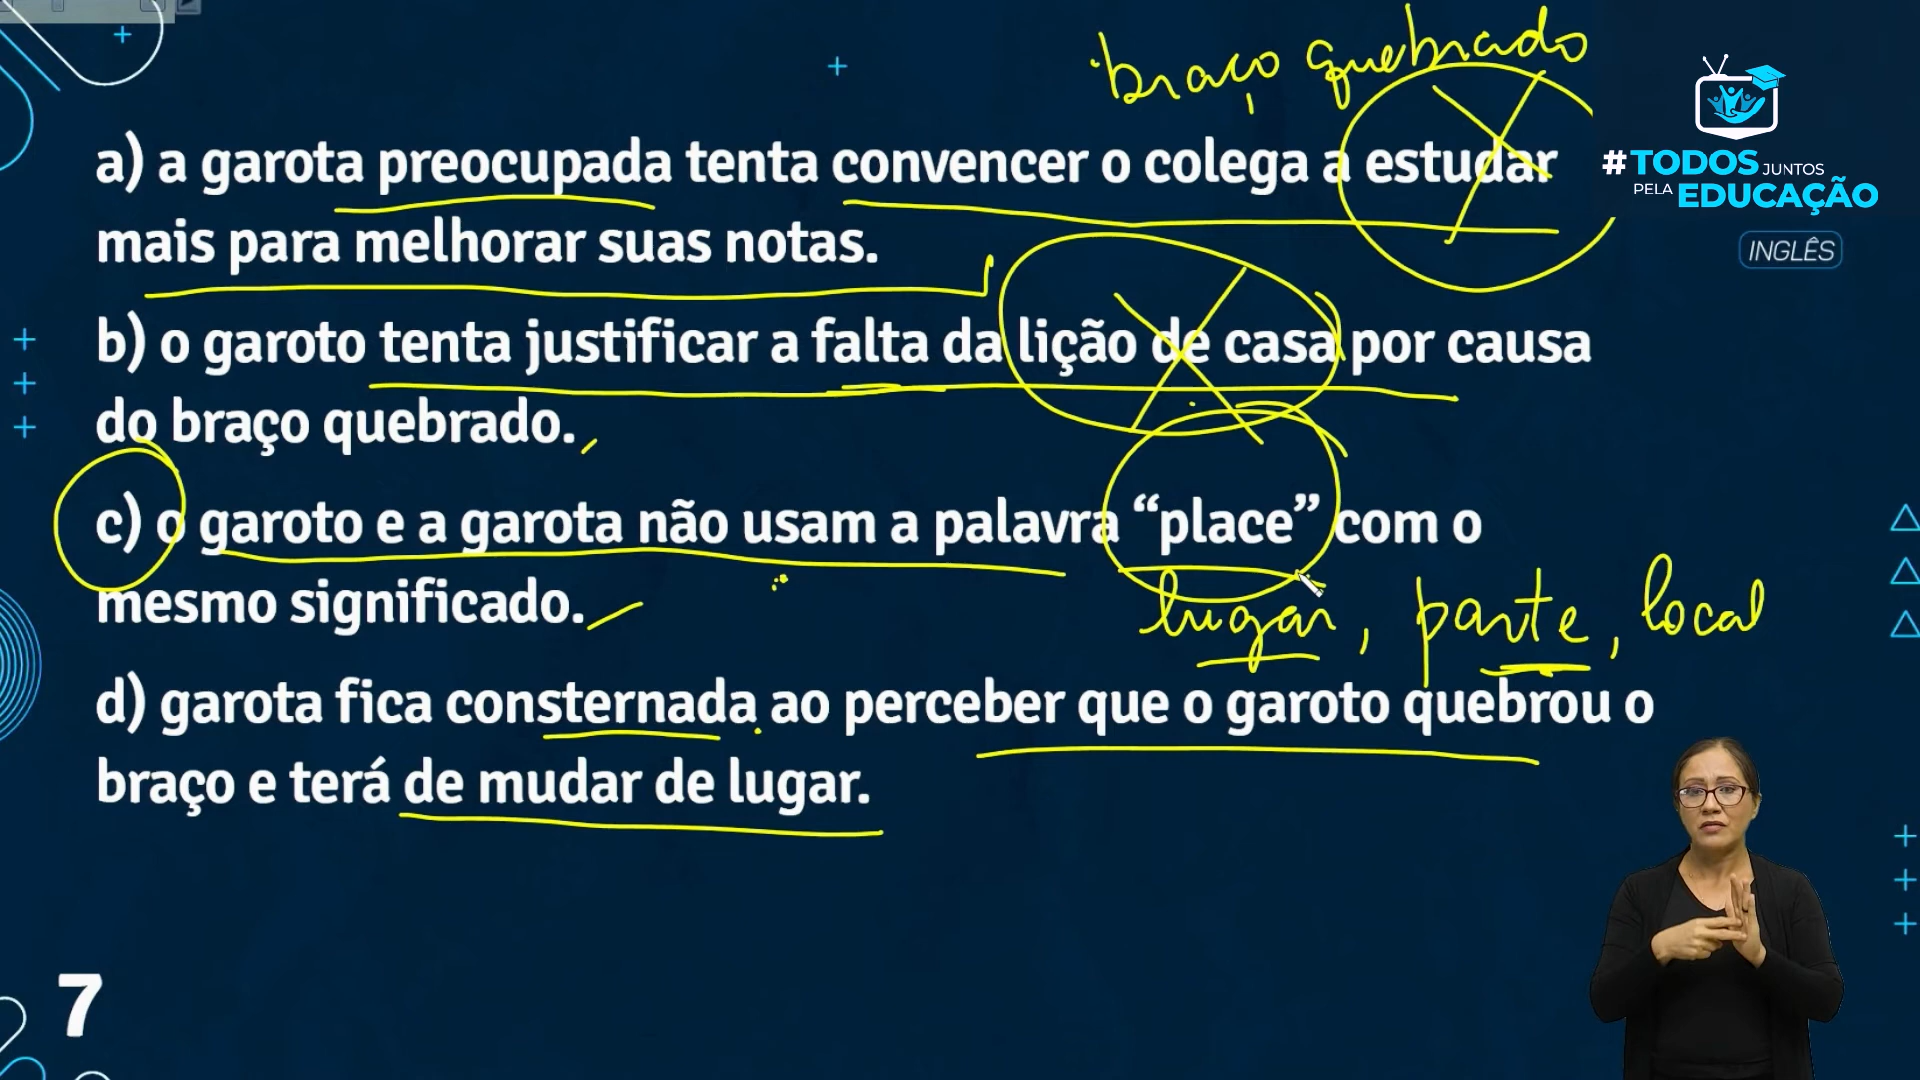 braço quebrado
a) a garota preocupada tenta convencer o colega a estudar
mais para melhorar suas notas.
b) o garoto tenta justificar a falta da lição de casa por causa
do braço quebrado.
c) o garoto e a garota não usam a palavra “place” com o
mesmo significado.
lugar, parte, local
d) garota fica consternada ao perceber que o garoto quebrou o
braço e terá de mudar de lugar.
7
#TODOS JUNTOS
PELA EDUCAÇÃO
INGLÊS